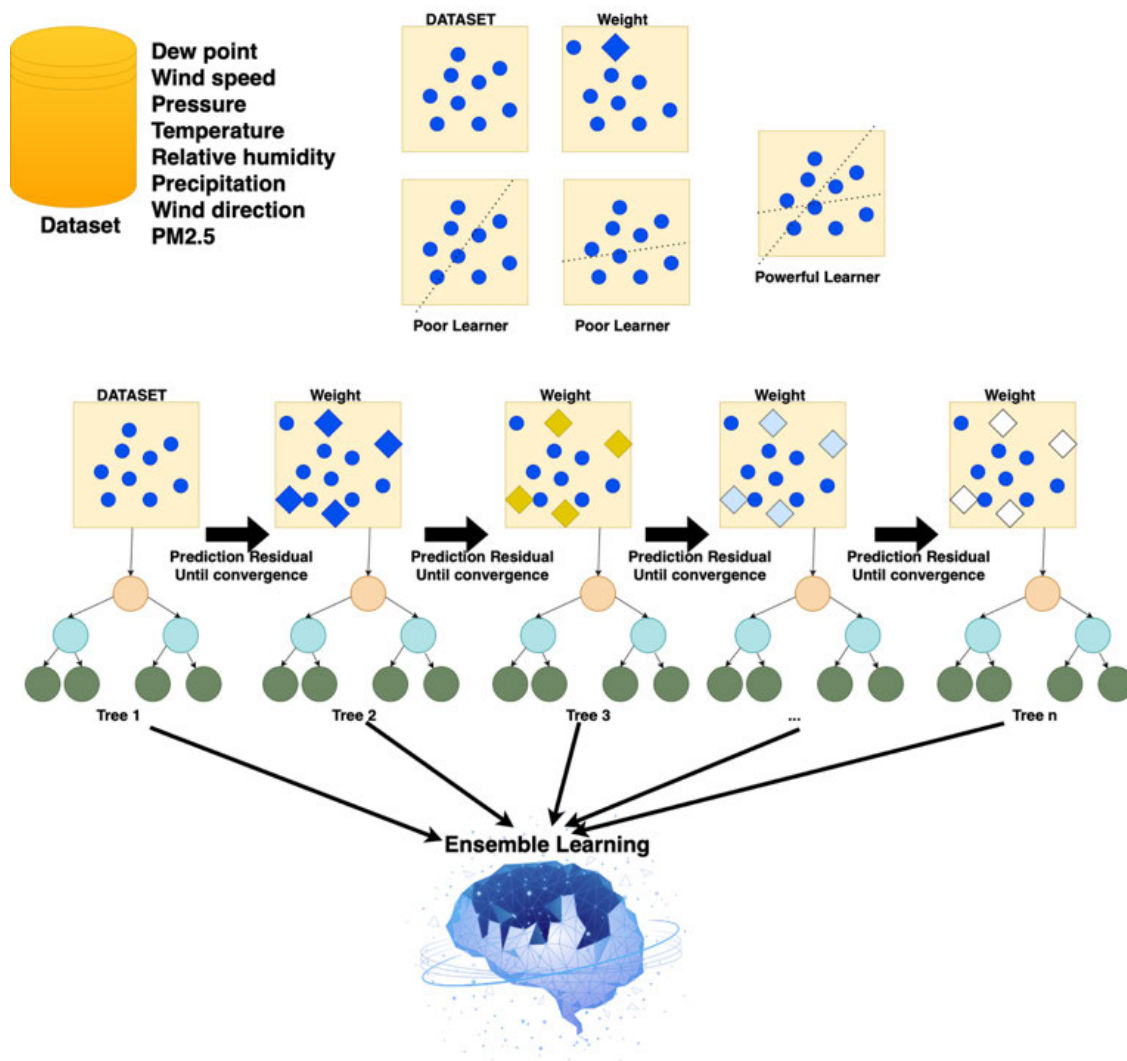 DATASET
Weight
Dew point
Wind speed
Pressure
Temperature
Relative humidity
Precipitation
Wind direction
PM2.5
Dataset
Poor Learner
Poor Learner
Powerful Learner
DATASET
Weight
Weight
Weight
Weight
Prediction Residual
Until convergence
Prediction Residual
Until convergence
Prediction Residual
Until convergence
Prediction Residual
Until convergence
Tree 1
Tree 2
Tree 3
...
Tree n
Ensemble Learning